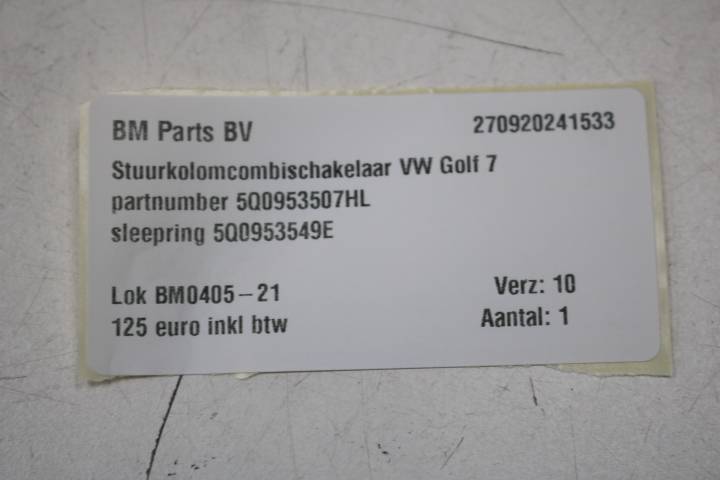 BM Parts BV 270920241533
Stuurkolomcombischakelaar VW Golf 7
partnumber 5Q0953507HL
sleepring 5Q0953549E
Lok BM0405-21 Verz: 10
125 euro inkl btw Aantal: 1